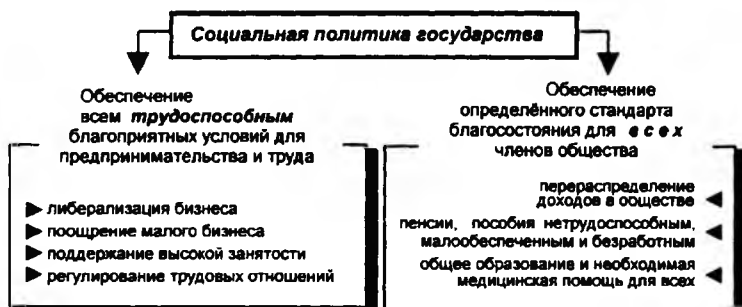 Социальная политика государства
Обеспечение
всем трудоспособным
благоприятных условий для
предпринимательства и труда
либерализация бизнеса
поощрение малого бизнеса
поддержание высокой занятости
регулирование трудовых отношений
Обеспечение
определённого стандарта
благосостояния для всех
членов общества
перераспределение
доходов в обществе
пенсии, пособия нетрудоспособным,
малообеспеченным и безработным
общее образование и необходимая
медицинская помощь для всех